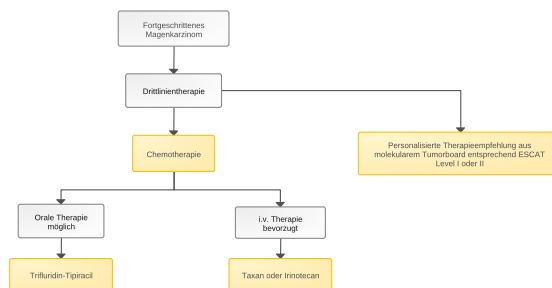 Fortgeschrittenes
Magenkarzinom
Drittlinientherapie
Chemotherapie
Personalisierte Therapieempfehlung aus
molekularem Tumorboard entsprechend ESCAT
Level I oder II
Orale Therapie
möglich
i.v. Therapie
bevorzugt
Trifluridin-Tipiracil
Taxan oder Irinotecan